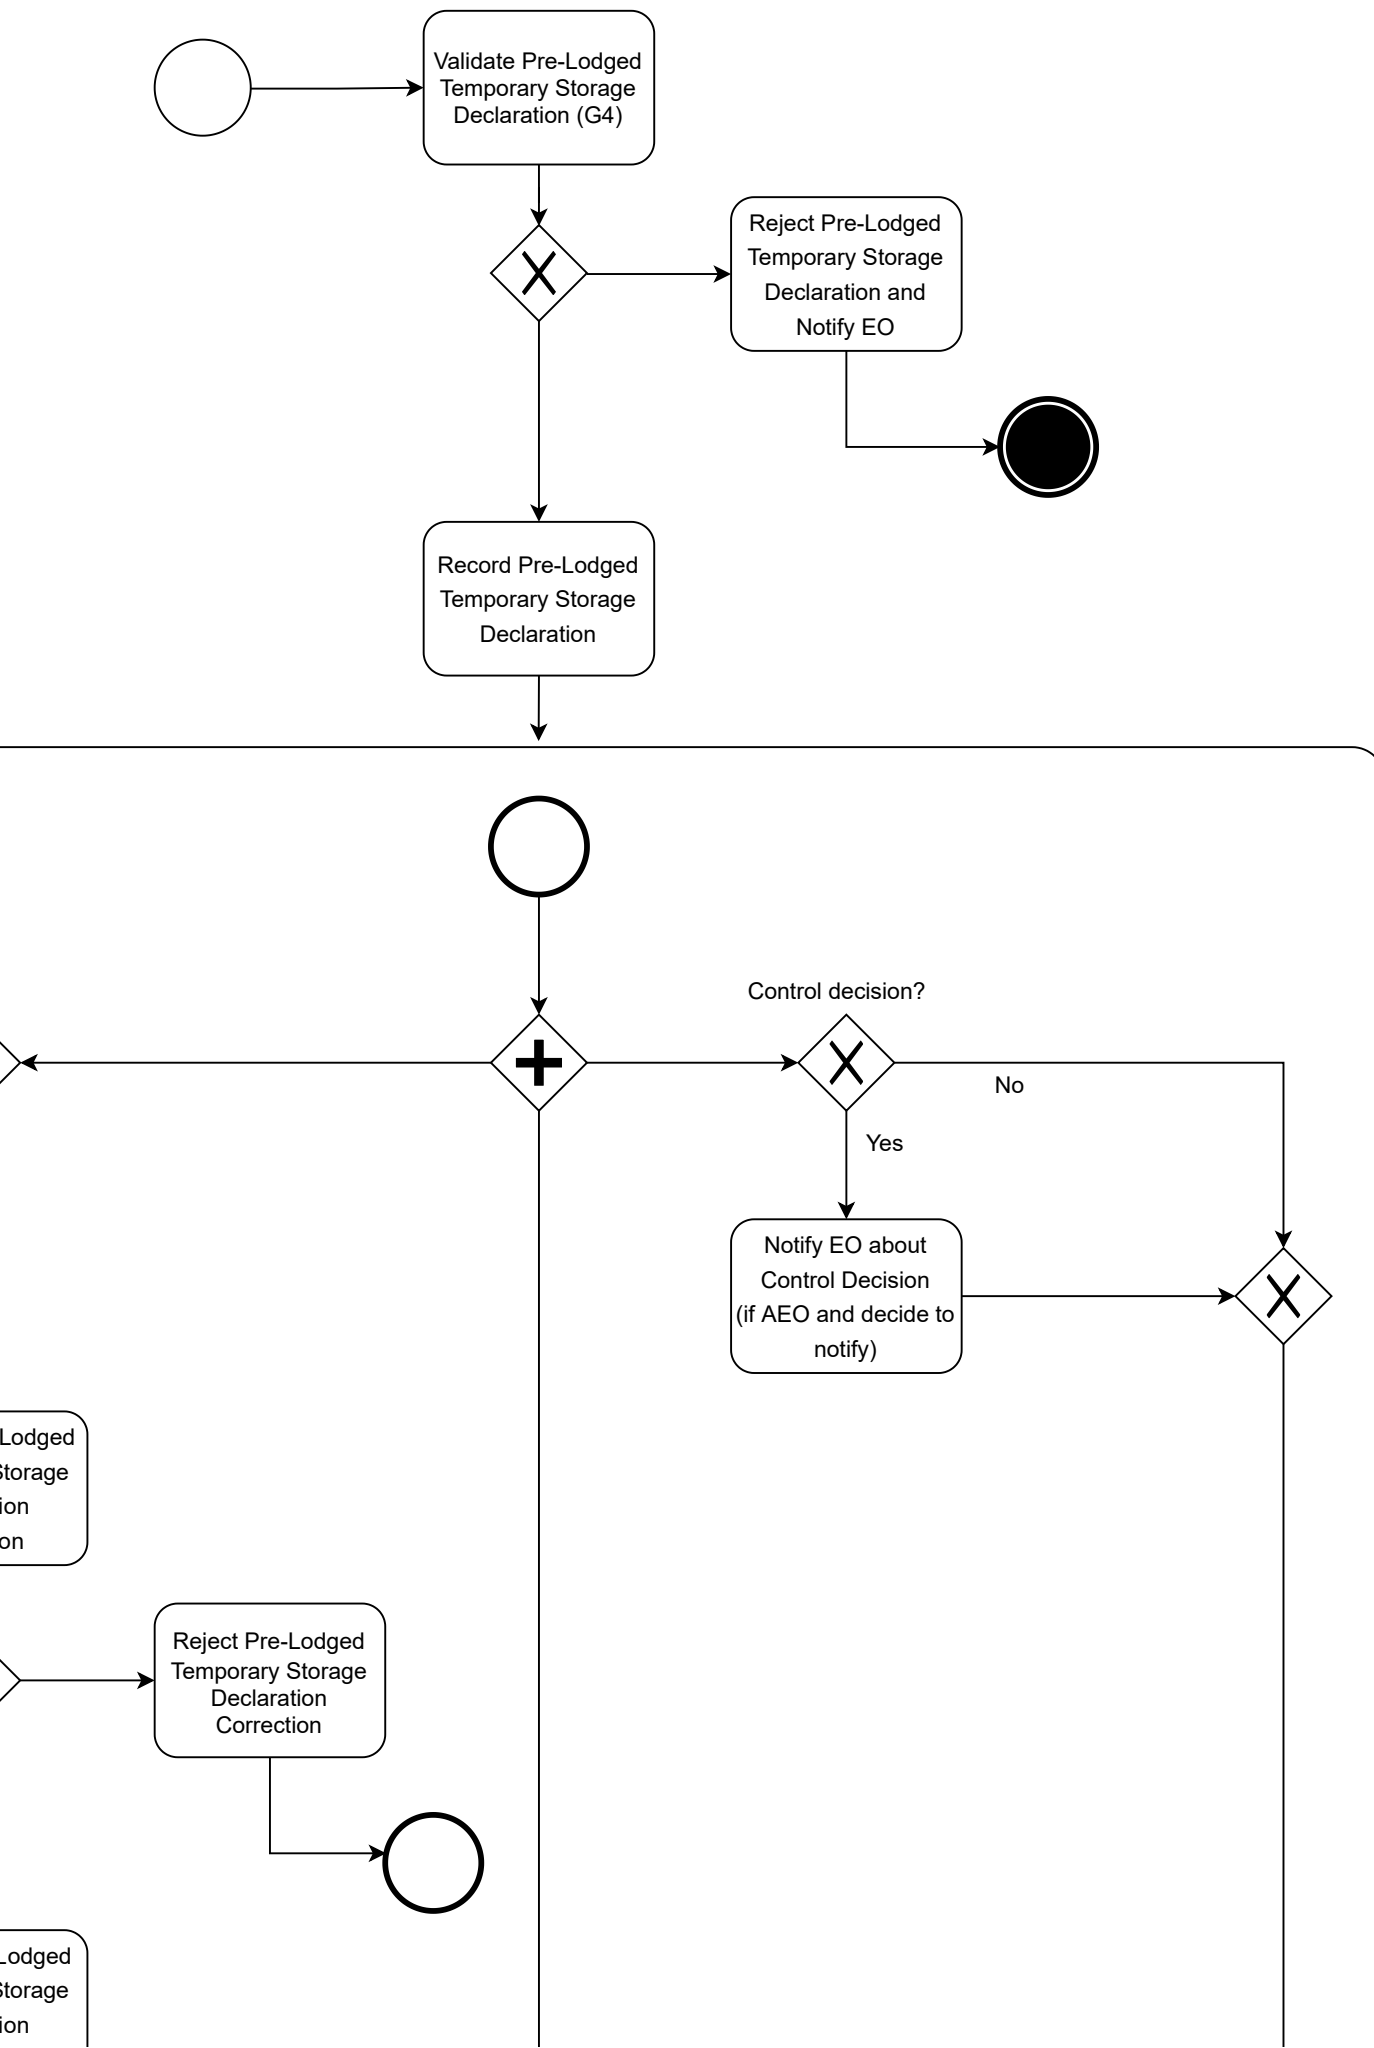 Validate Pre-Lodged
Temporary Storage
Declaration (G4)
Reject Pre-Lodged
Temporary Storage
Declaration and
Notify EO
Record Pre-Lodged
Temporary Storage
Declaration
Control decision?
No
Yes
Notify EO about
Control Decision
(if AEO and decide to
notify)
Lodged
Storage
ion
on
Reject Pre-Lodged
Temporary Storage
Declaration
Correction
Lodged
Storage
ion